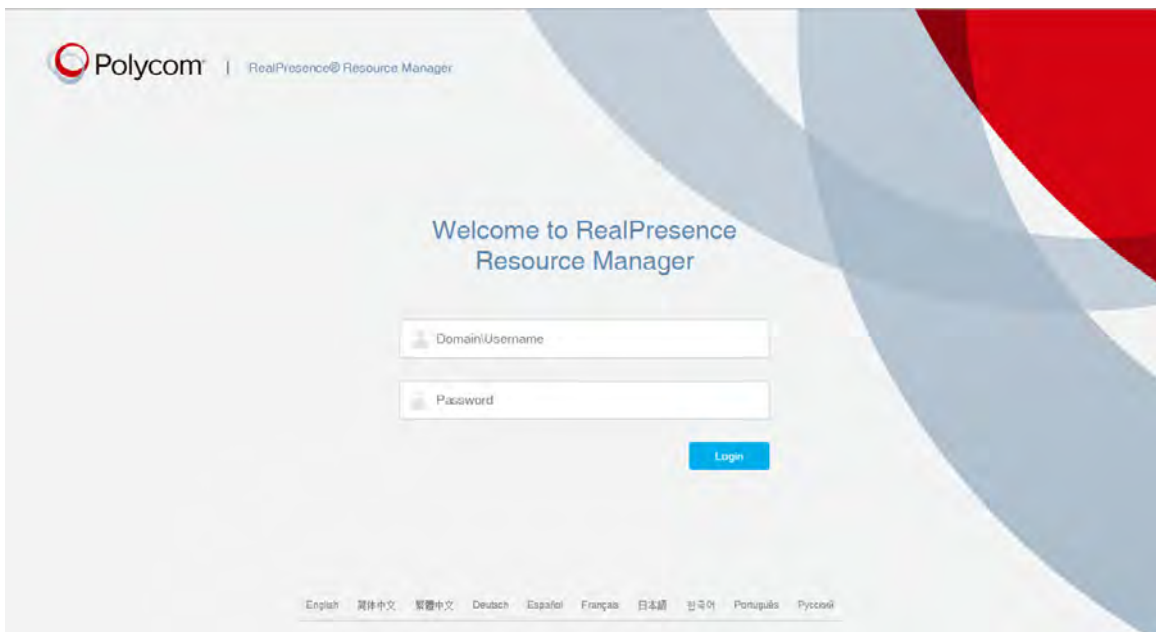 Polycom | RealPresence® Resource Manager
Welcome to RealPresence
Resource Manager
Domain\Username
Password
Login
English 简体中文 繁體中文 Deutsch Español Français 日本語 한국어 Português Русский